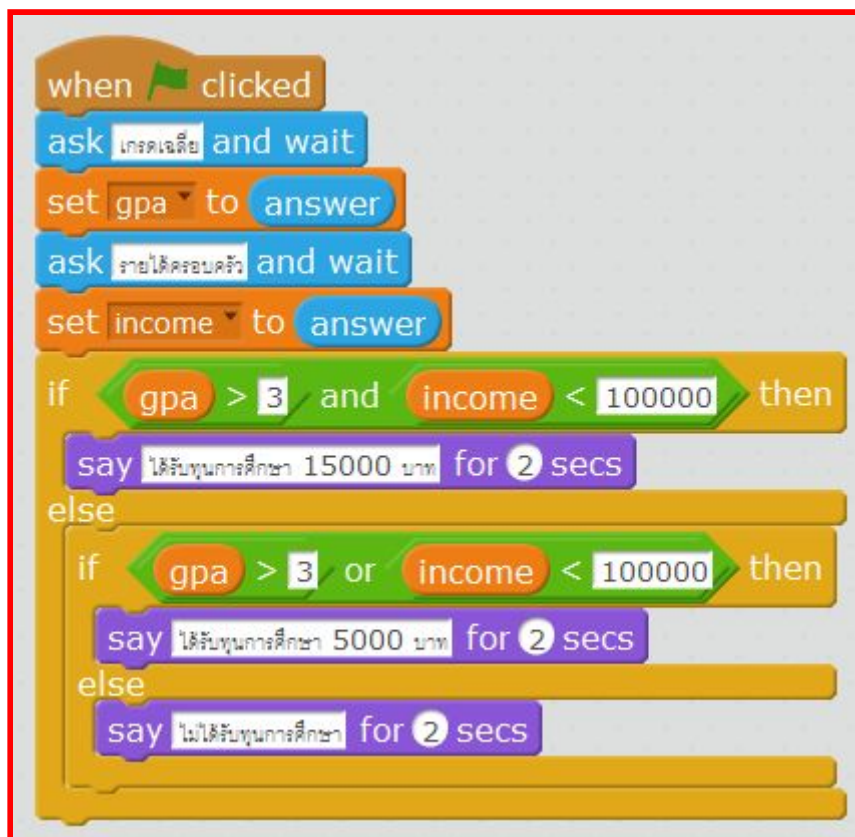 when clicked
ask เกรดเฉลี่ย and wait
set gpa to answer
ask รายได้ครอบครัว and wait
set income to answer
if gpa > 3 and income < 100000 then
say ได้รับทุนการศึกษา 15000 บาท for 2 secs
else
if gpa > 3 or income < 100000 then
say ได้รับทุนการศึกษา 5000 บาท for 2 secs
else
say ไม่ได้รับทุนการศึกษา for 2 secs